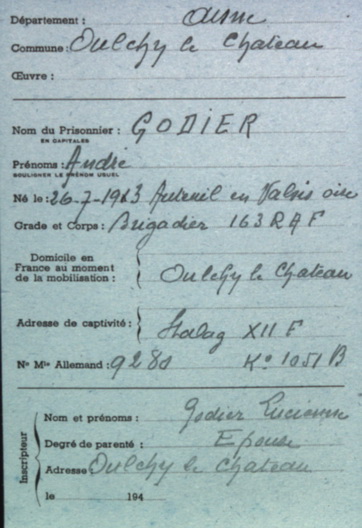 Département : Aisne
Commune : Oulchy le Chateau
Œuvre :
Nom du Prisonnier : GODIER
EN CAPITALES
Prénoms : André
SOULIGNER LE PRÉNOM USUEL
Né le : 26-7-1913 Auteuil en Valois oise
Grade et Corps : Brigadier 163 R A F
Domicile en
France au moment
de la mobilisation : Oulchy le Chateau
Adresse de captivité : Stalag XII F
N° Mle Allemand : 9280 Ko 1051 B
Inscripteur
Nom et prénoms : Godier Lucienne
Degré de parenté : Epouse
Adresse Oulchy le Chateau
le 194